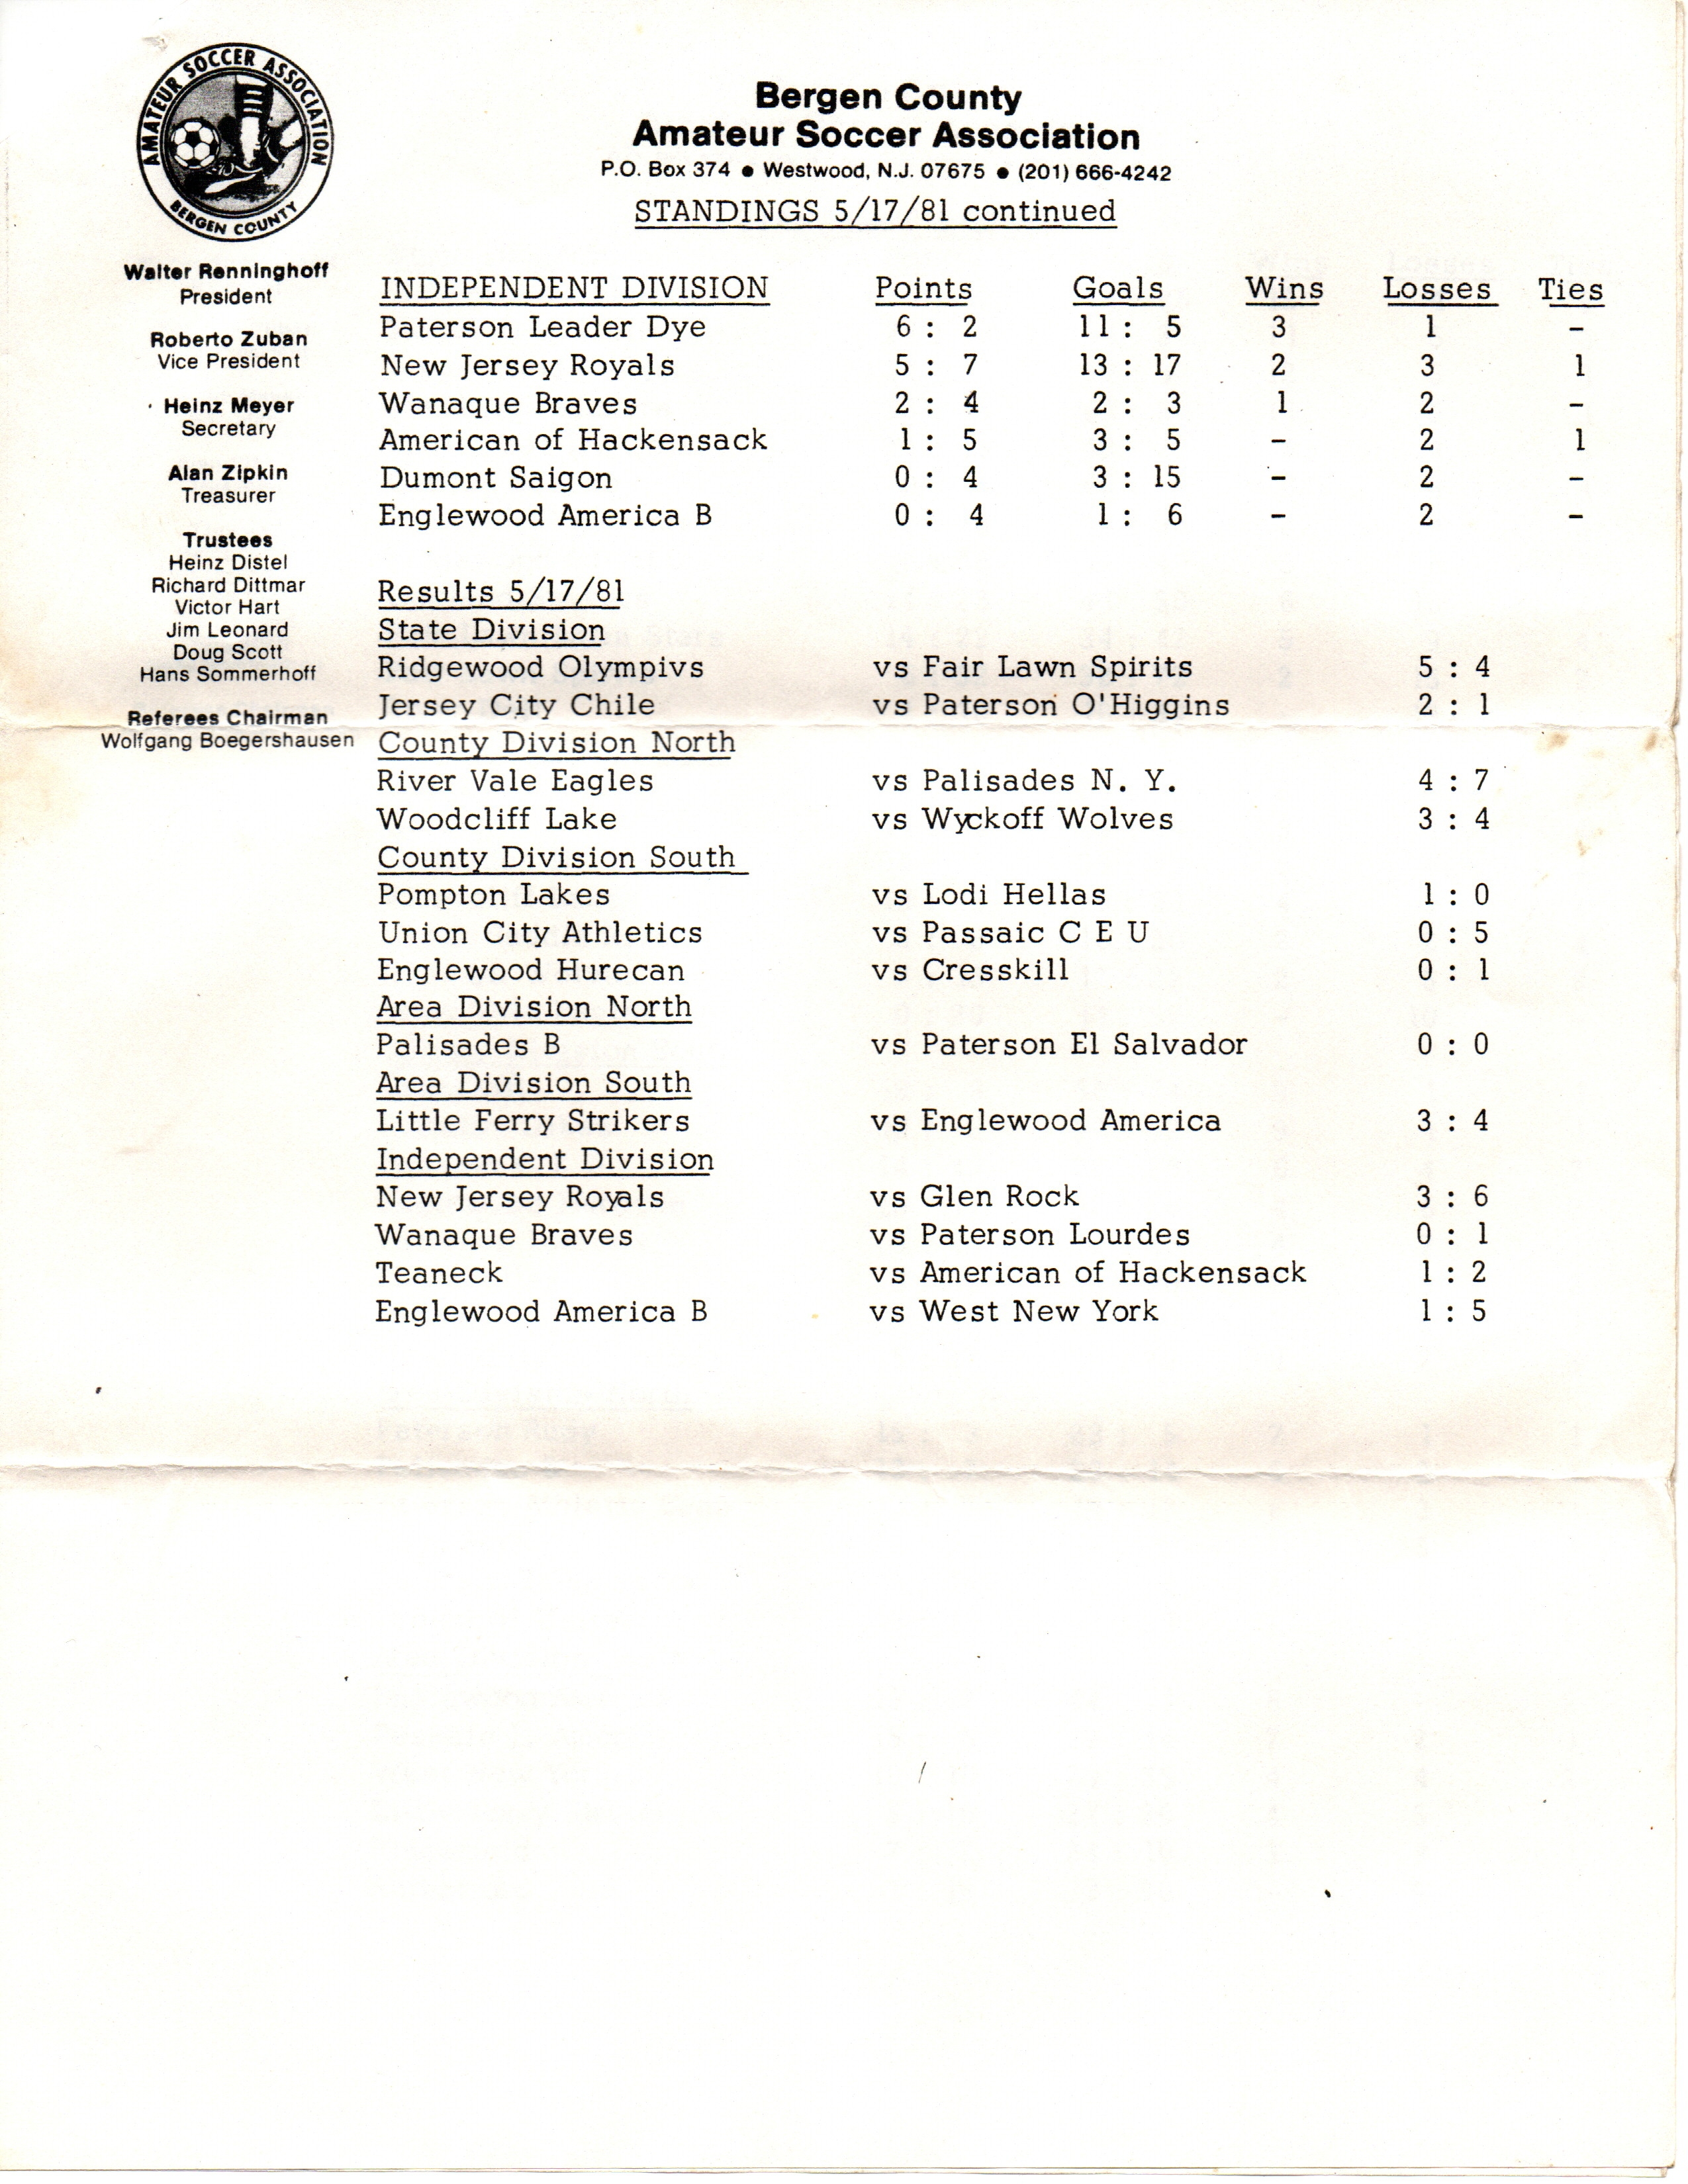 AMATEUR SOCCER ASSOCIATION
BERGEN COUNTY
Bergen County
Amateur Soccer Association
P.O. Box 374 ● Westwood, N.J. 07675 ● (201) 666-4242
STANDINGS 5/17/81 continued
Walter Renninghoff
President
Roberto Zuban
Vice President
Heinz Meyer
Secretary
Alan Zipkin
Treasurer
Trustees
Heinz Distel
Richard Dittmar
Victor Hart
Jim Leonard
Doug Scott
Hans Sommerhoff
Referees Chairman
Wolfgang Boegershausen
INDEPENDENT DIVISION Points Goals Wins Losses Ties
Paterson Leader Dye 6 : 2 11 : 5 3 1 –
New Jersey Royals 5 : 7 13 : 17 2 3 1
Wanaque Braves 2 : 4 2 : 3 1 2 –
American of Hackensack 1 : 5 3 : 5 – 2 1
Dumont Saigon 0 : 4 3 : 15 – 2 –
Englewood America B 0 : 4 1 : 6 – 2 –
Results 5/17/81
State Division
Ridgewood Olympivs vs Fair Lawn Spirits 5 : 4
Jersey City Chile vs Paterson O'Higgins 2 : 1
County Division North
River Vale Eagles vs Palisades N. Y. 4 : 7
Woodcliff Lake vs Wyckoff Wolves 3 : 4
County Division South
Pompton Lakes vs Lodi Hellas 1 : 0
Union City Athletics vs Passaic C E U 0 : 5
Englewood Hurecan vs Cresskill 0 : 1
Area Division North
Palisades B vs Paterson El Salvador 0 : 0
Area Division South
Little Ferry Strikers vs Englewood America 3 : 4
Independent Division
New Jersey Royals vs Glen Rock 3 : 6
Wanaque Braves vs Paterson Lourdes 0 : 1
Teaneck vs American of Hackensack 1 : 2
Englewood America B vs West New York 1 : 5